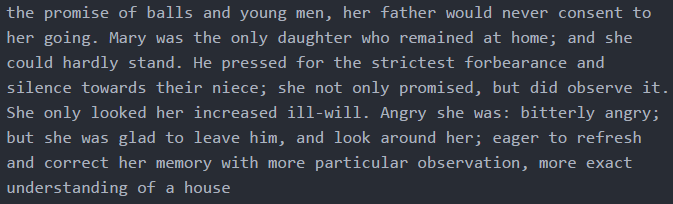 the promise of balls and young men, her father would never consent to
her going. Mary was the only daughter who remained at home; and she
could hardly stand. He pressed for the strictest forbearance and
silence towards their niece; she not only promised, but did observe it.
She only looked her increased ill-will. Angry she was: bitterly angry;
but she was glad to leave him, and look around her; eager to refresh
and correct her memory with more particular observation, more exact
understanding of a house